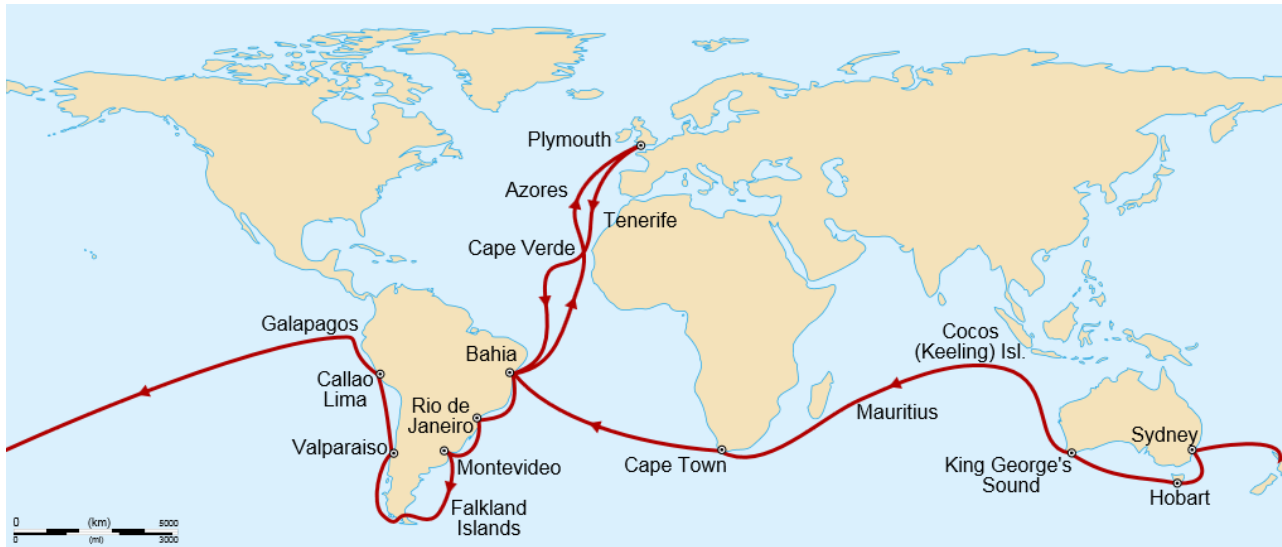 Plymouth
Azores
Tenerife
Cape Verde
Galapagos
Bahia
Cocos
(Keeling) Isl.
Callao
Lima
Rio de
Janeiro
Mauritius
Valparaiso
Montevideo
Cape Town
Sydney
King George's
Sound
Hobart
Falkland
Islands
0 (km) 5000
0 (mi) 3000